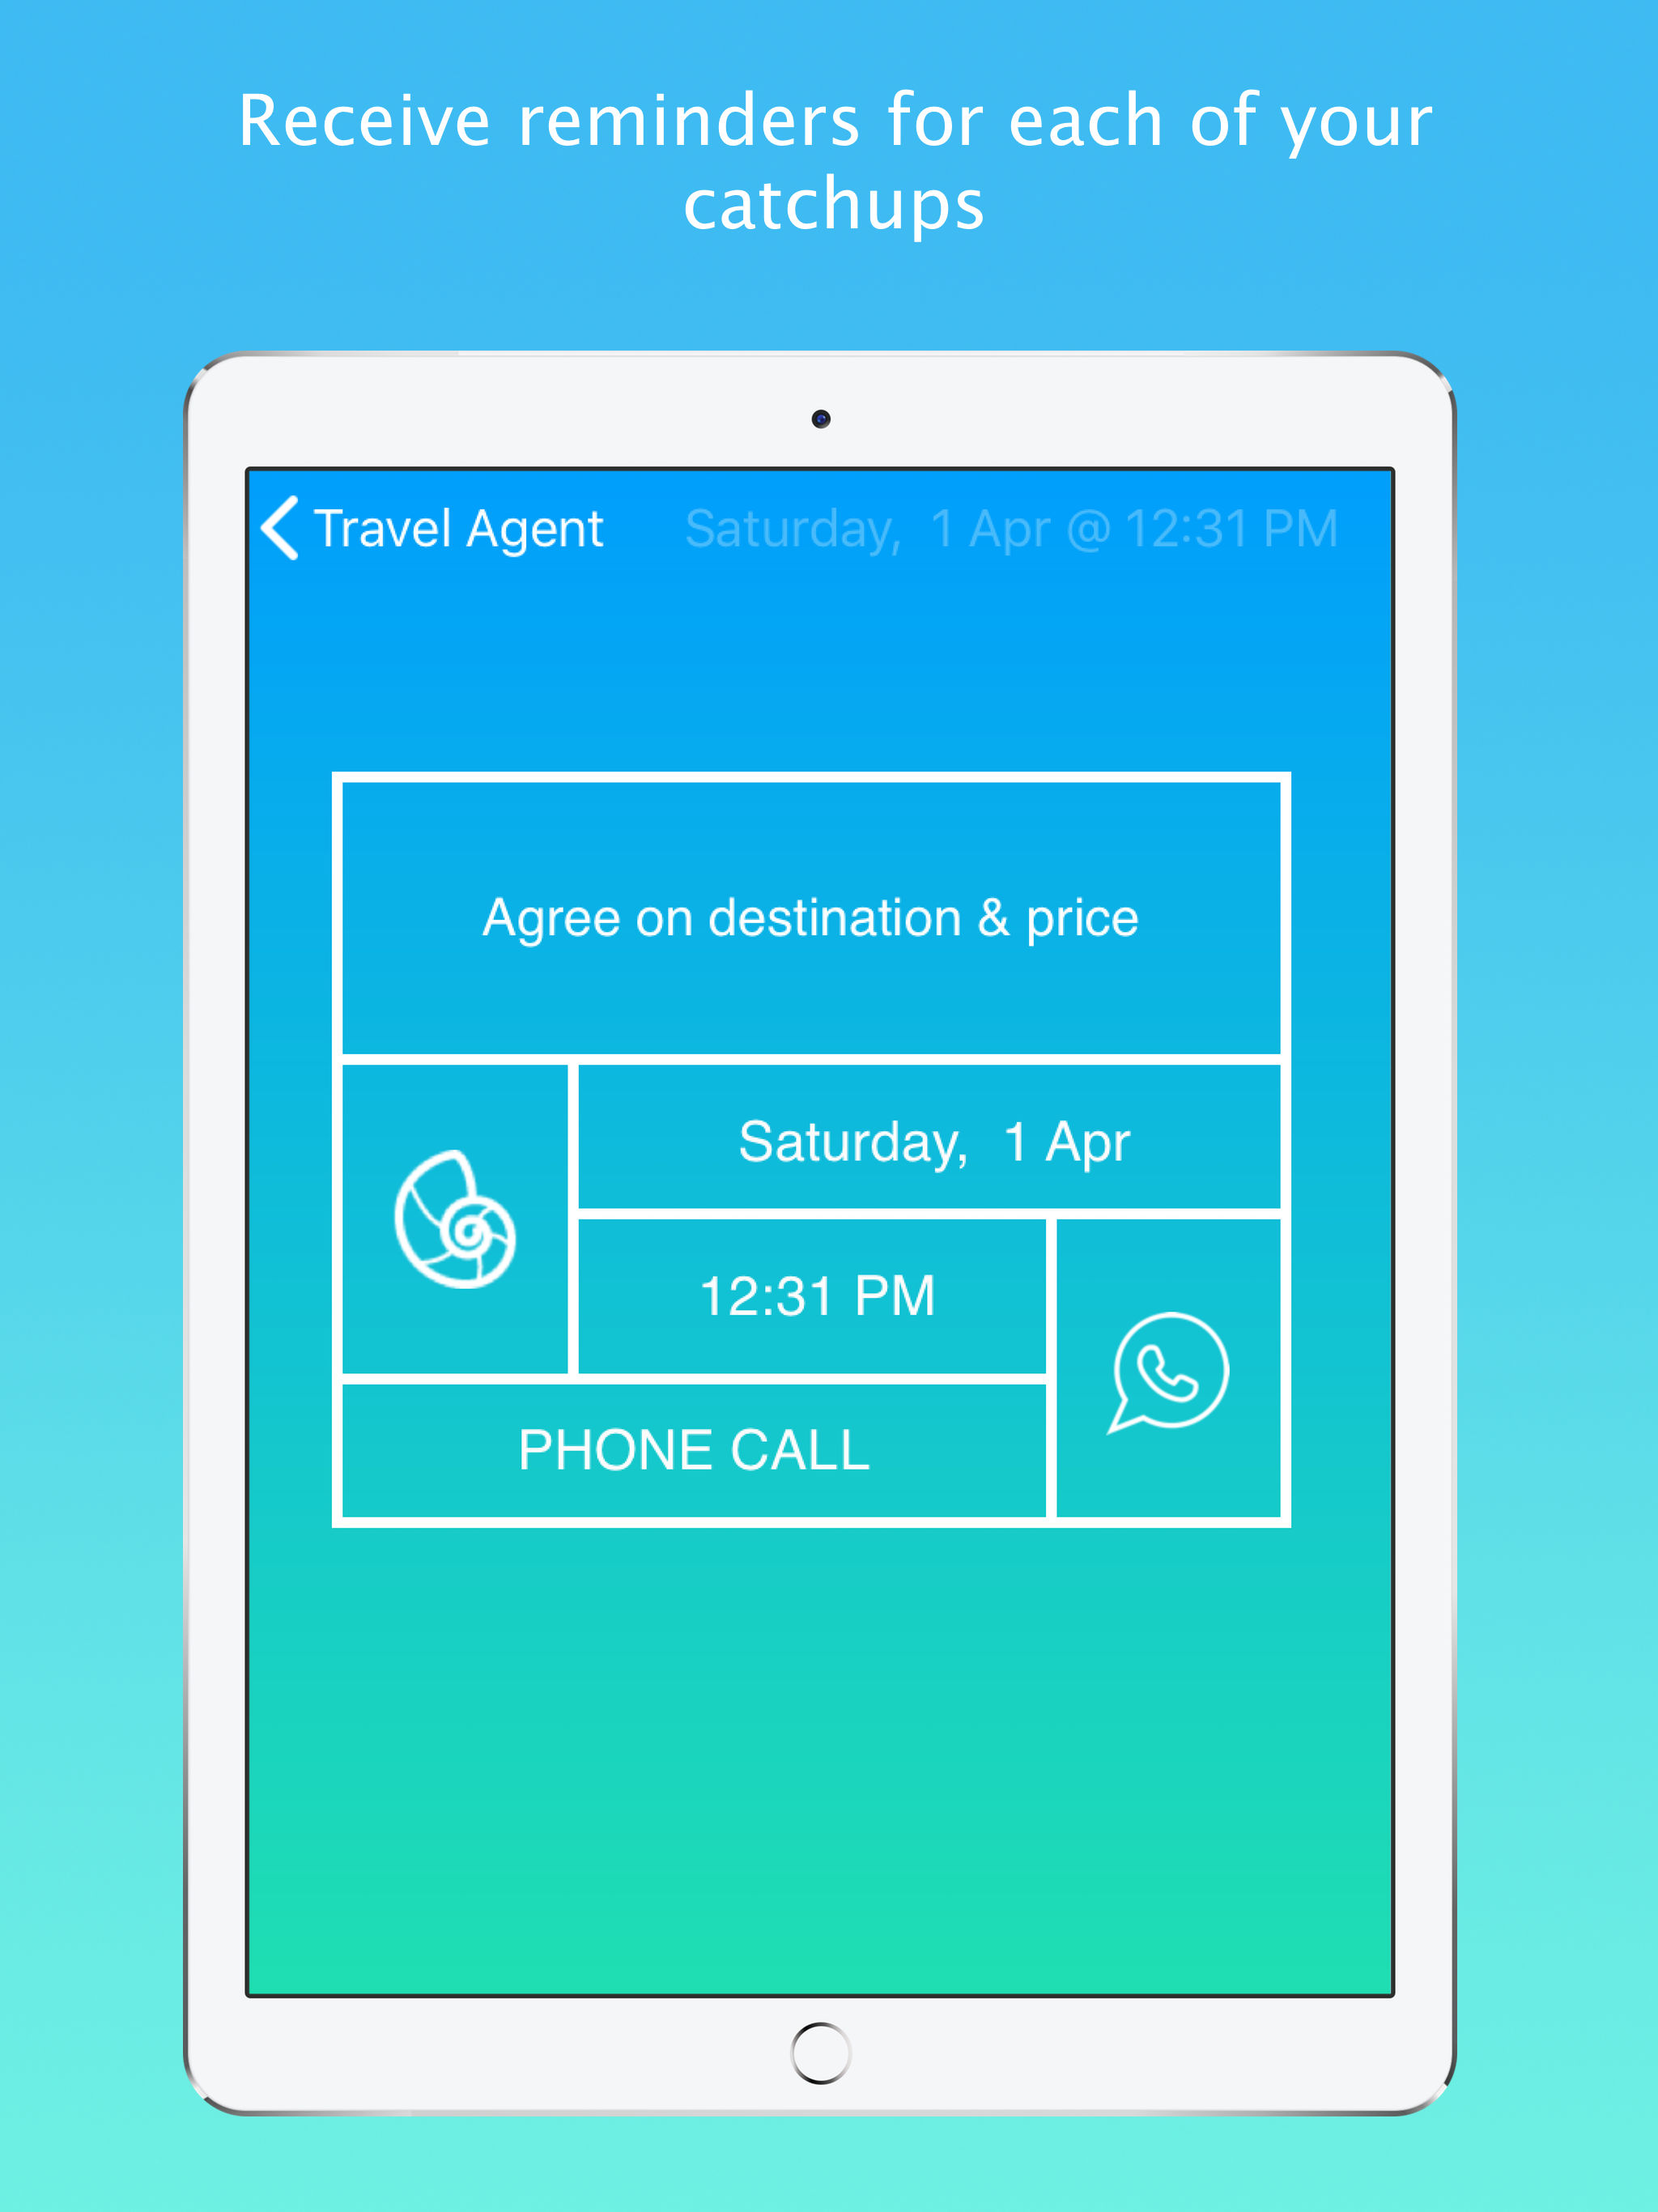 Receive reminders for each of your
catchups
Travel Agent
Saturday,  1 Apr @ 12:31 PM
Agree on destination & price
Saturday,  1 Apr
12:31 PM
PHONE CALL